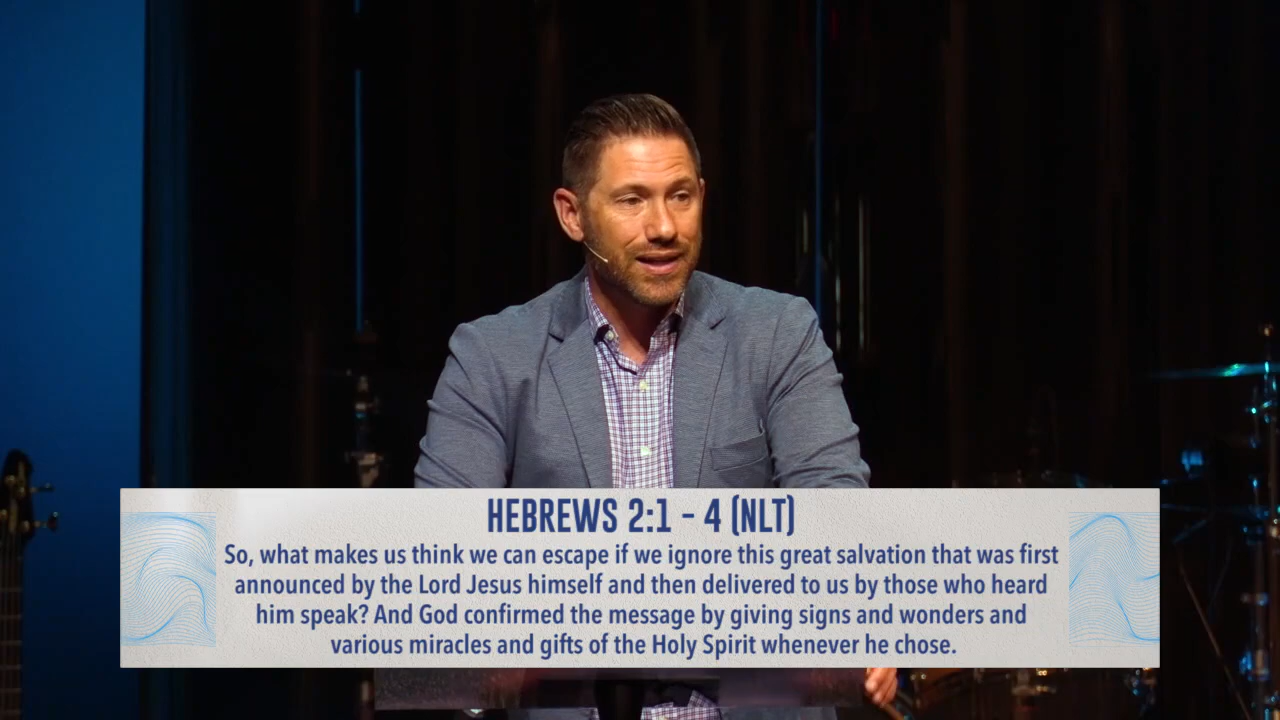 HEBREWS 2:1 - 4 (NLT)
So, what makes us think we can escape if we ignore this great salvation that was first
announced by the Lord Jesus himself and then delivered to us by those who heard
him speak? And God confirmed the message by giving signs and wonders and
various miracles and gifts of the Holy Spirit whenever he chose.